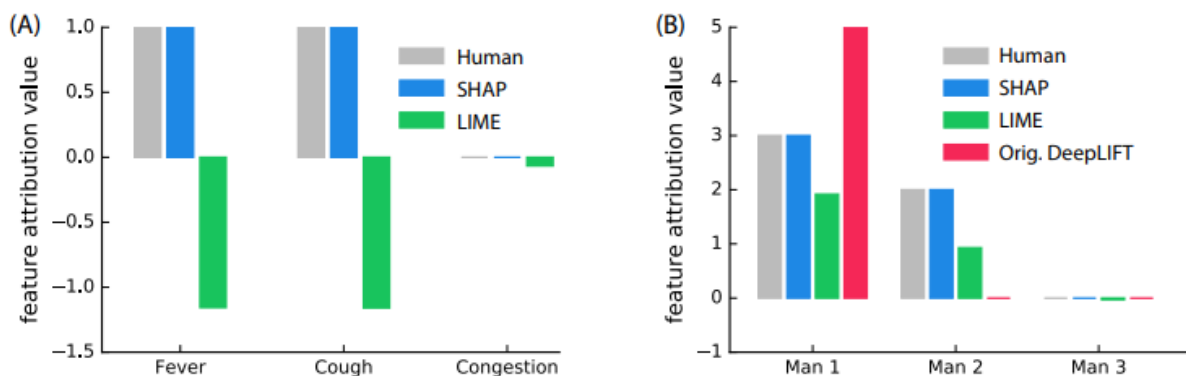 (A)
feature attribution value
1.0
0.5
0.0
−0.5
−1.0
−1.5
Human
SHAP
LIME
Fever
Cough
Congestion
(B)
feature attribution value
5
4
3
2
1
0
−1
Human
SHAP
LIME
Orig. DeepLIFT
Man 1
Man 2
Man 3